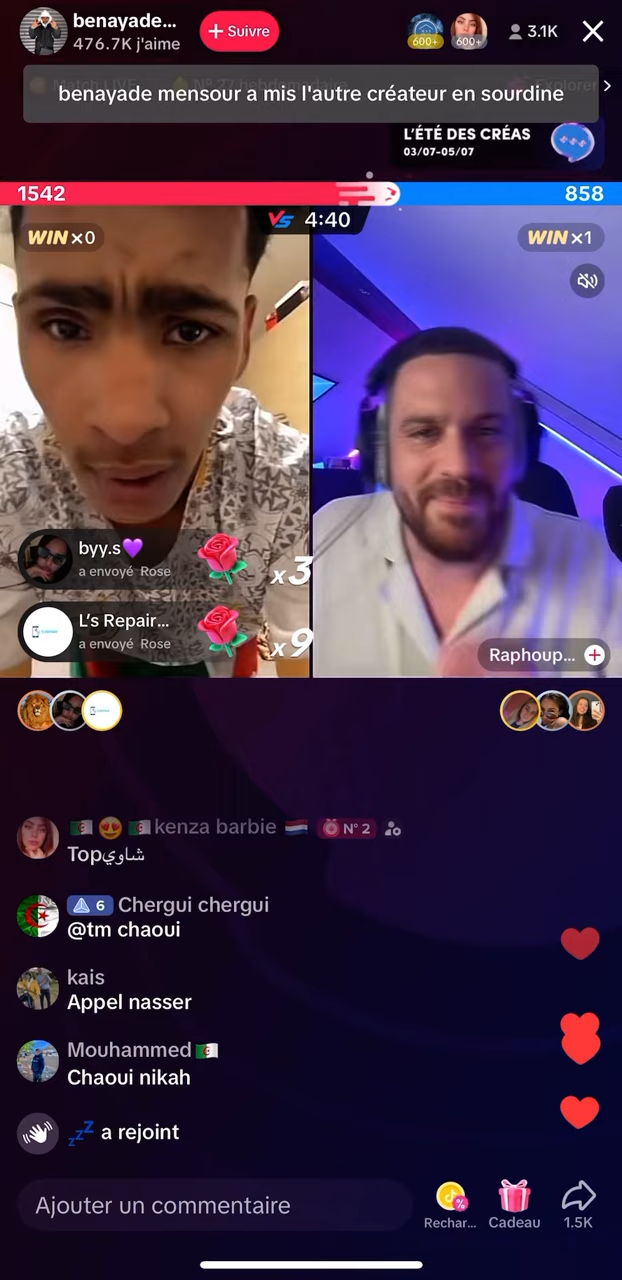 benayade...
476.7K j'aime
+ Suivre
600+
600+
3.1K
benayade mensour a mis l'autre créateur en sourdine
L'ÉTÉ DES CRÉAS
03/07-05/07
1542
858
VS 4:40
WIN x0
WIN x1
byy.s💜
a envoyé Rose
x3
L's Repair...
a envoyé Rose
x9
Raphoup...
🇩🇿 😍 🇩🇿 kenza barbie 🇳🇱 N° 2
Topشاوي
6 Chergui chergui
@tm chaoui
kais
Appel nasser
Mouhammed🇩🇿
Chaoui nikah
💤 a rejoint
Ajouter un commentaire
Rechar...
Cadeau
1.5K